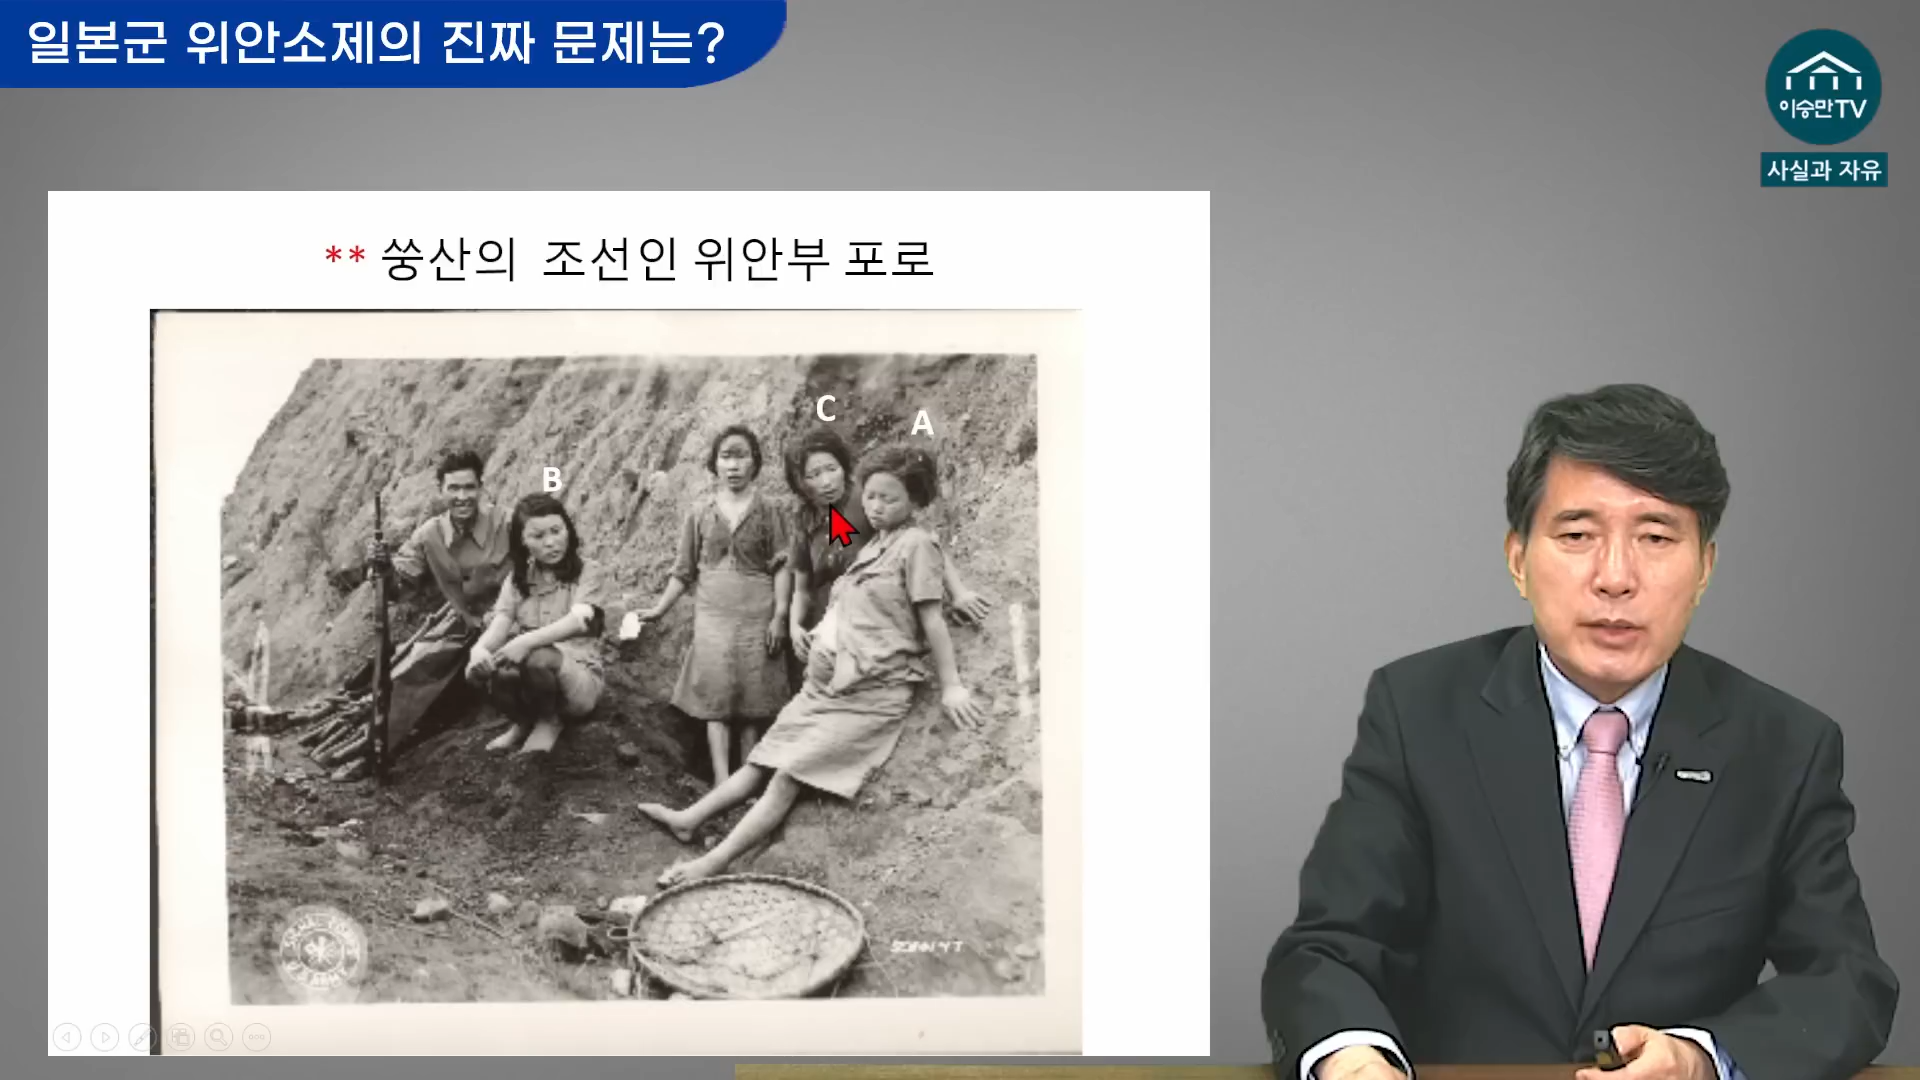 일본군 위안소제의 진짜 문제는?
이승만TV
사실과 자유
** 쑹산의 조선인 위안부 포로
C
A
B